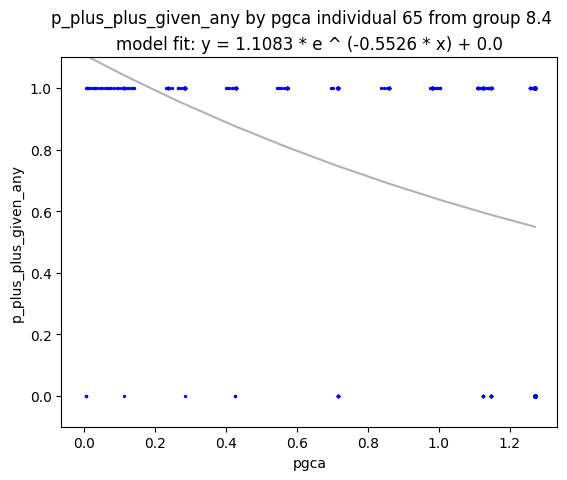 p_plus_plus_given_any by pgca individual 65 from group 8.4
model fit: y = 1.1083 * e ^ (-0.5526 * x) + 0.0
1.0
0.8
0.6
0.4
0.2
0.0
p_plus_plus_given_any
0.0 0.2 0.4 0.6 0.8 1.0 1.2
pgca